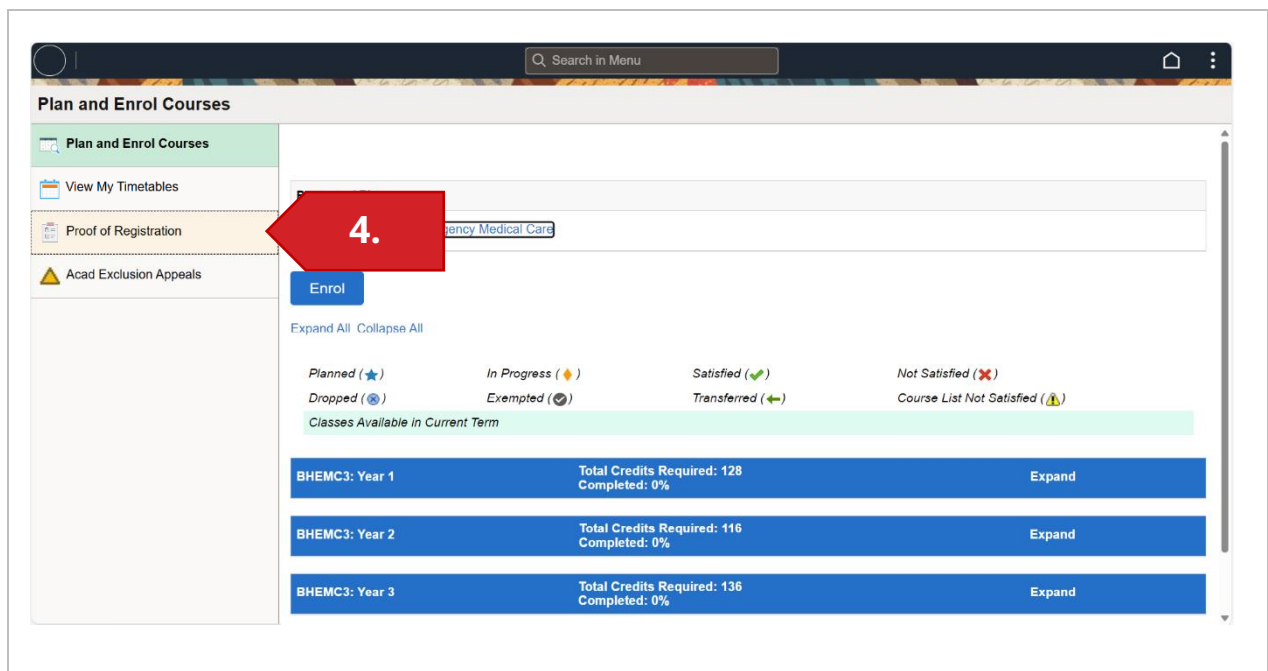 Search in Menu
Plan and Enrol Courses
Plan and Enrol Courses
View My Timetables
Proof of Registration
Acad Exclusion Appeals
4.
Medical Care
Enrol
Expand All Collapse All
Planned ( ) In Progress ( ) Satisfied ( ) Not Satisfied ( )
Dropped ( ) Exempted ( ) Transferred ( ) Course List Not Satisfied ( )
Classes Available in Current Term
BHEMC3: Year 1 Total Credits Required: 128 Expand
Completed: 0%
BHEMC3: Year 2 Total Credits Required: 116 Expand
Completed: 0%
BHEMC3: Year 3 Total Credits Required: 136 Expand
Completed: 0%